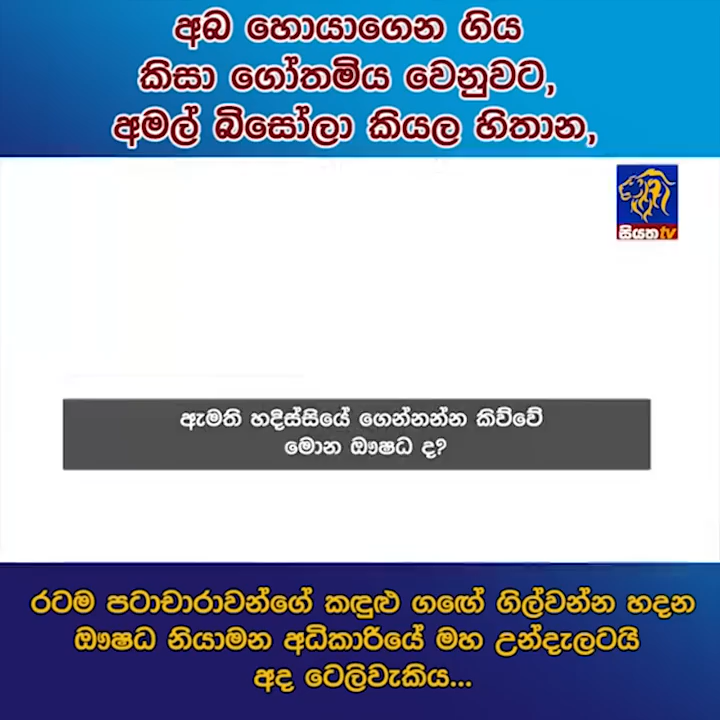 අබ හොයාගෙන ගිය
කිසා ගෝතමිය වෙනුවට,
අමල් බිසෝලා කියල හිතාන,
සියත tv
ඇමති හදිස්සියේ ගෙන්නන්න කිව්වේ
මොන ඖෂධ ද?
රටම පටාචාරාවන්ගේ කඳුළු ගඟේ ගිල්වන්න හදන
ඖෂධ නියාමන අධිකාරියේ මහ උන්දැලටයි
අද ටෙලිවැකිය...